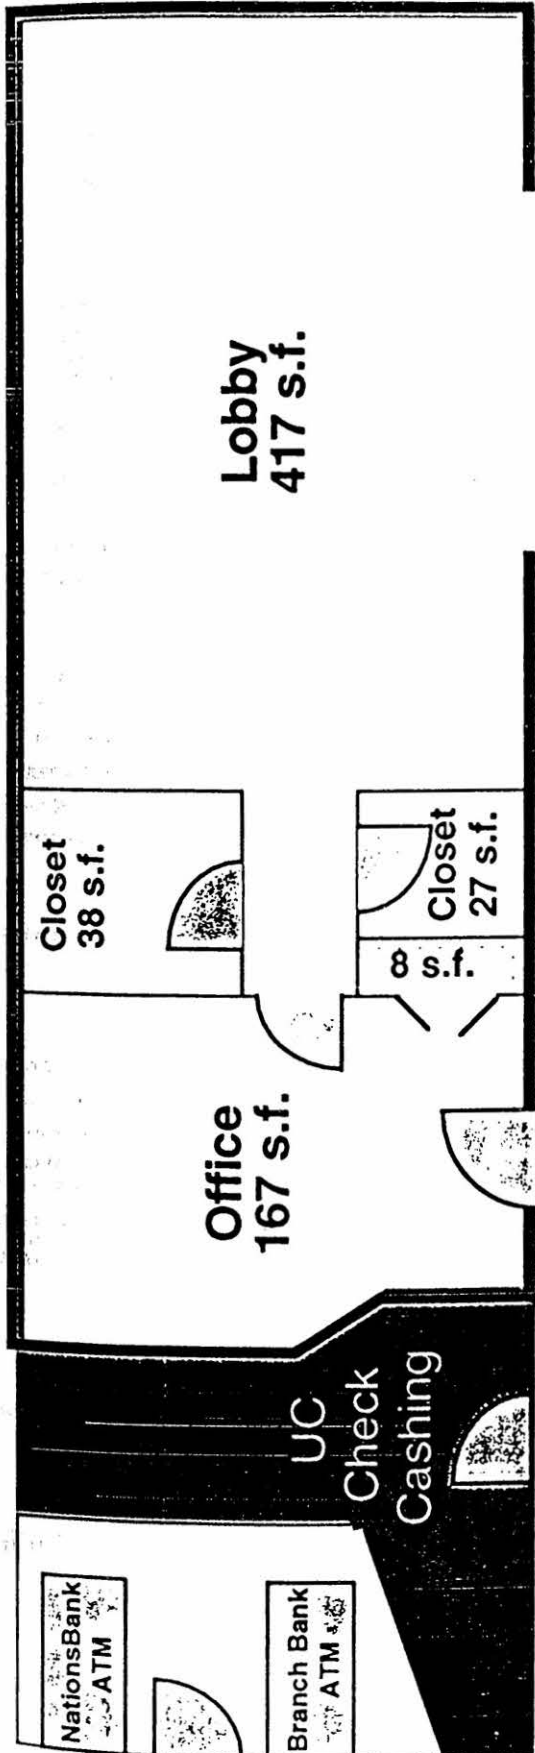 Lobby
417 s.f.
Closet
38 s.f.
Closet
27 s.f.
8 s.f.
Office
167 s.f.
UC
Check
Cashing
NationsBank
ATM
Branch Bank
ATM